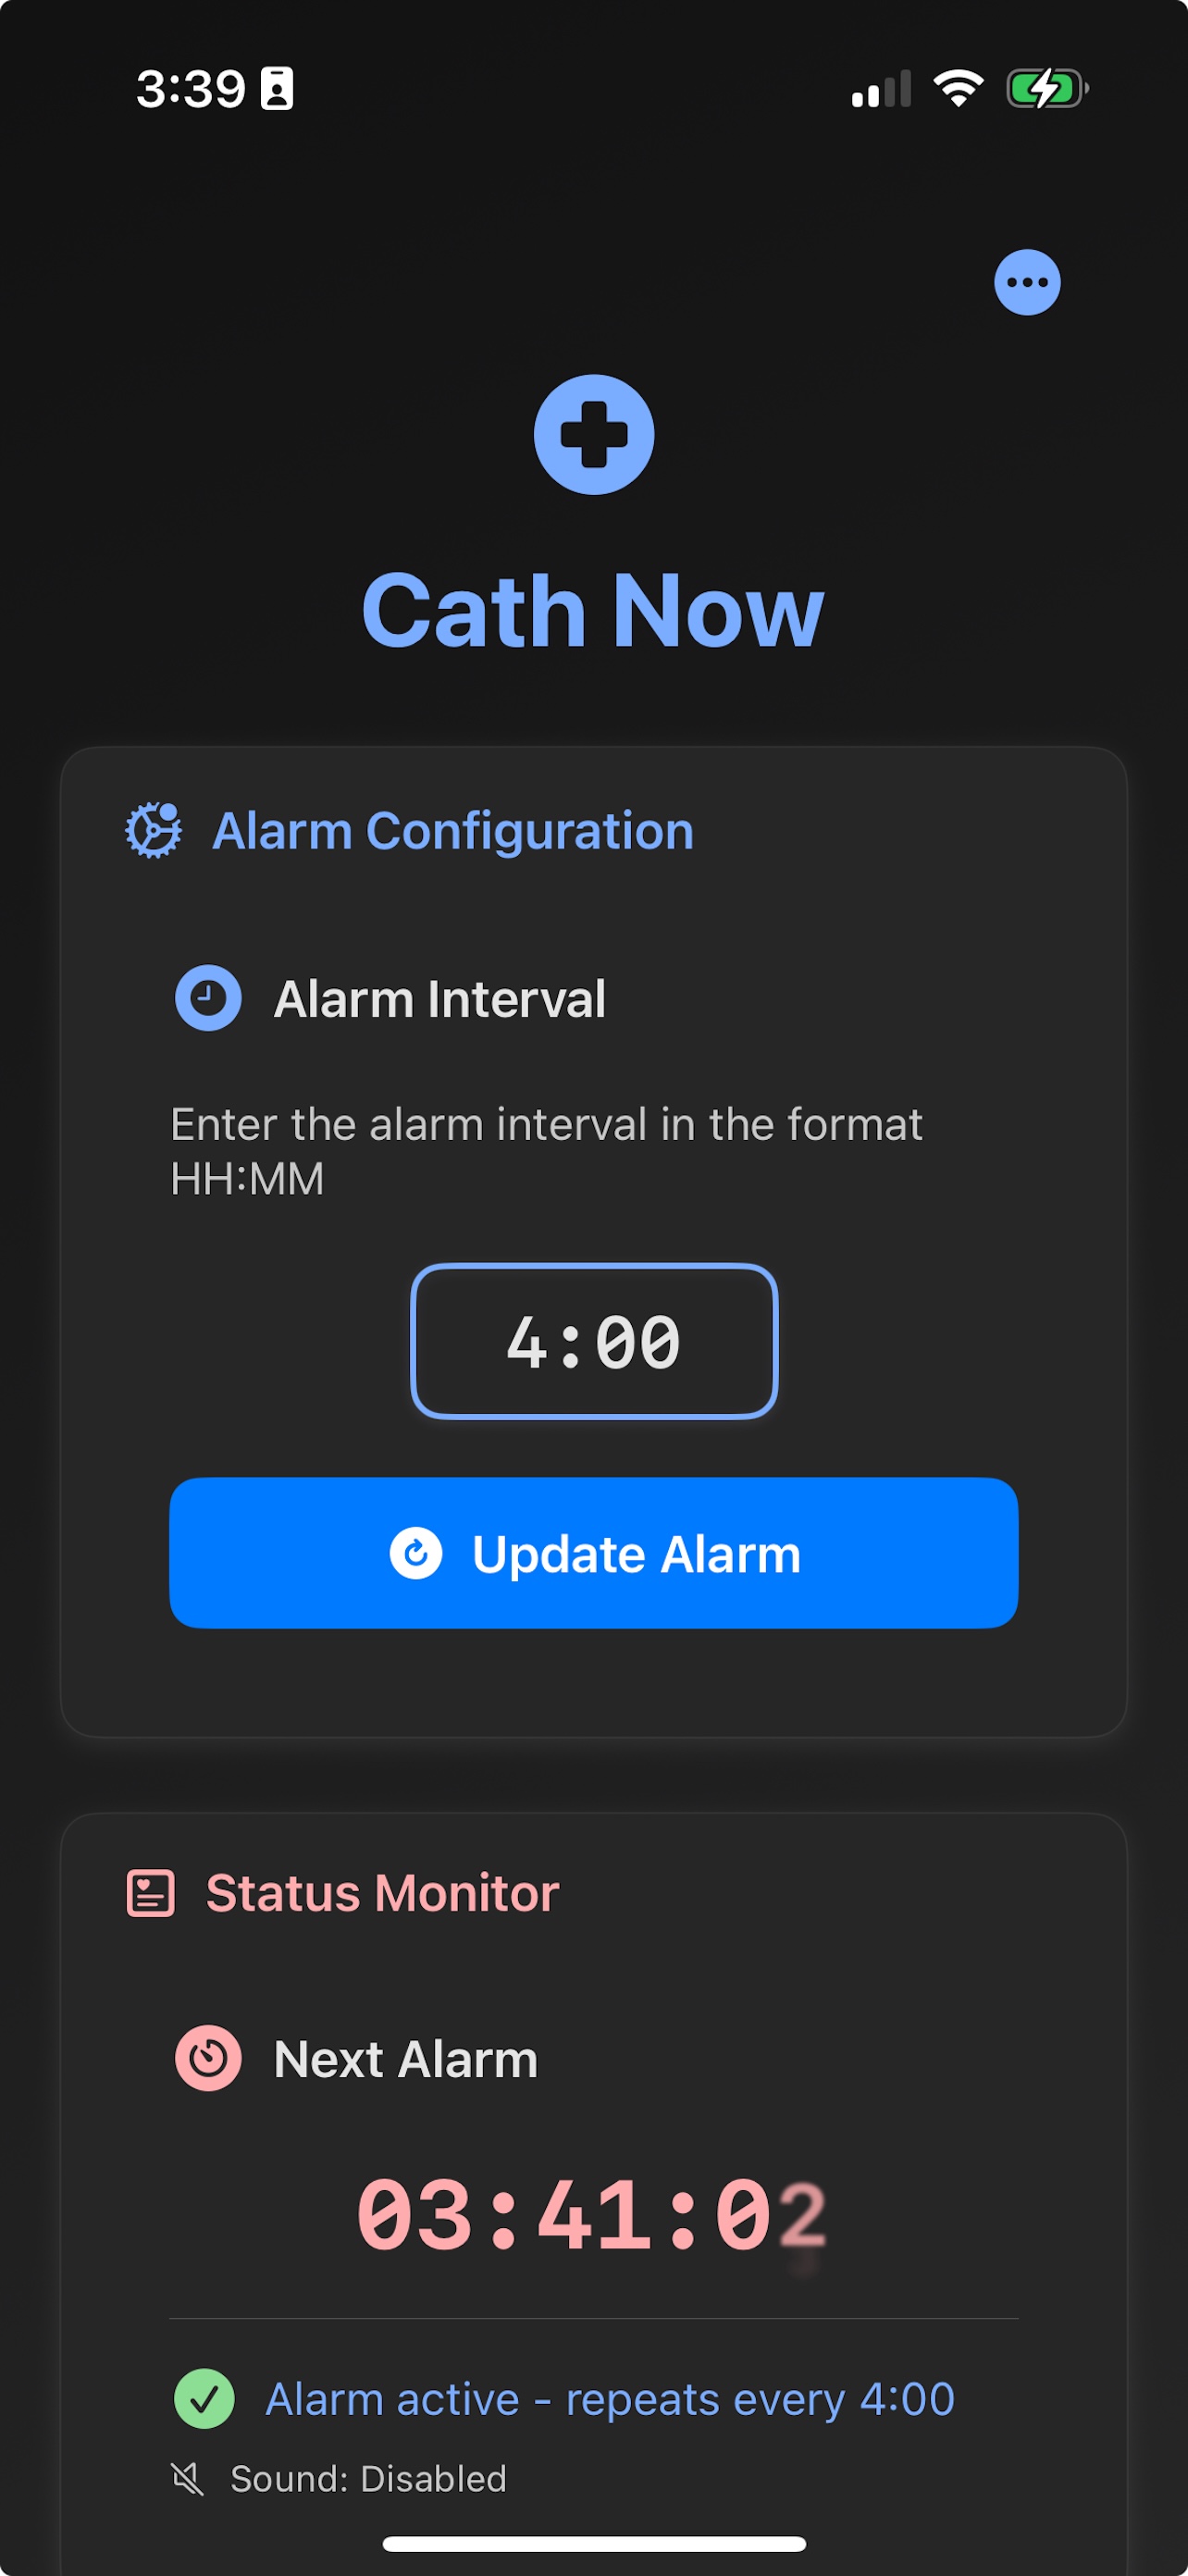 3:39
Cath Now
Alarm Configuration
Alarm Interval
Enter the alarm interval in the format
HH:MM
4:00
Update Alarm
Status Monitor
Next Alarm
03:41:02
Alarm active - repeats every 4:00
Sound: Disabled